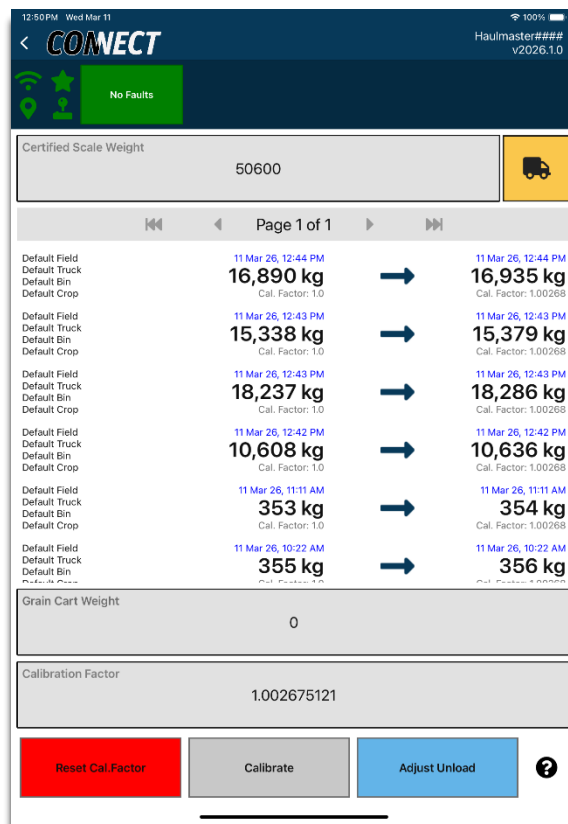 12:50 PM Wed Mar 11
100%
CONNECT
Haulmaster####
v2026.1.0
No Faults
Certified Scale Weight
50600
Page 1 of 1
Default Field
Default Truck
Default Bin
Default Crop
11 Mar 26, 12:44 PM
16,890 kg
Cal. Factor: 1.0
11 Mar 26, 12:44 PM
16,935 kg
Cal. Factor: 1.00268
Default Field
Default Truck
Default Bin
Default Crop
11 Mar 26, 12:43 PM
15,338 kg
Cal. Factor: 1.0
11 Mar 26, 12:43 PM
15,379 kg
Cal. Factor: 1.00268
Default Field
Default Truck
Default Bin
Default Crop
11 Mar 26, 12:43 PM
18,237 kg
Cal. Factor: 1.0
11 Mar 26, 12:43 PM
18,286 kg
Cal. Factor: 1.00268
Default Field
Default Truck
Default Bin
Default Crop
11 Mar 26, 12:42 PM
10,608 kg
Cal. Factor: 1.0
11 Mar 26, 12:42 PM
10,636 kg
Cal. Factor: 1.00268
Default Field
Default Truck
Default Bin
Default Crop
11 Mar 26, 11:11 AM
353 kg
Cal. Factor: 1.0
11 Mar 26, 11:11 AM
354 kg
Cal. Factor: 1.00268
Default Field
Default Truck
Default Bin
Default Crop
11 Mar 26, 10:22 AM
355 kg
Cal. Factor: 1.0
11 Mar 26, 10:22 AM
356 kg
Cal. Factor: 1.00268
Grain Cart Weight
0
Calibration Factor
1.002675121
Reset Cal.Factor
Calibrate
Adjust Unload
?